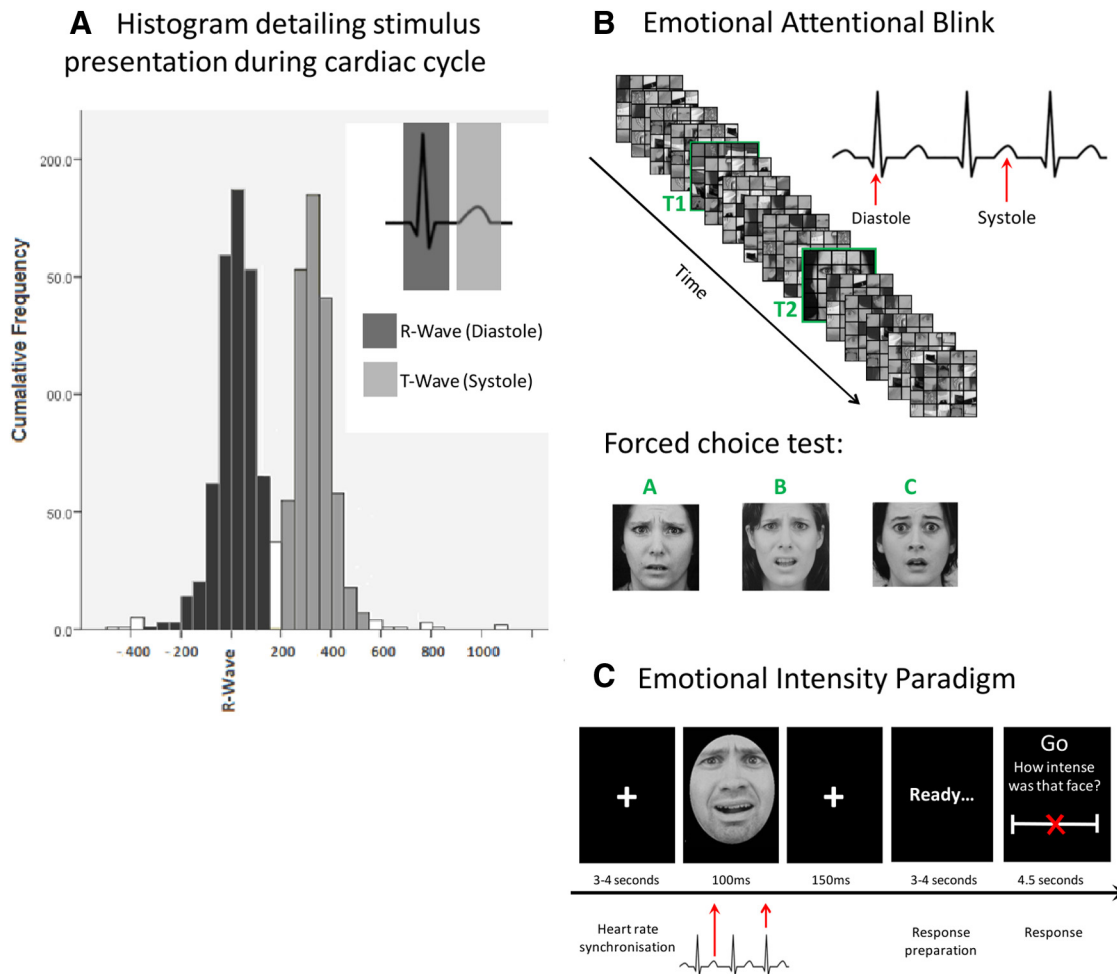 A Histogram detailing stimulus
presentation during cardiac cycle
Cumalative Frequency
200.0
50.0
00.0
50.0
0.0
- 400
- 200
R-Wave
200
400
600
800
1000
R-Wave (Diastole)
T-Wave (Systole)
B Emotional Attentional Blink
T1
T2
Time
Diastole
Systole
Forced choice test:
A
B
C
C Emotional Intensity Paradigm
+
+
Ready...
Go
How intense
was that face?
3-4 seconds
100ms
150ms
3-4 seconds
4.5 seconds
Heart rate
synchronisation
Response
preparation
Response